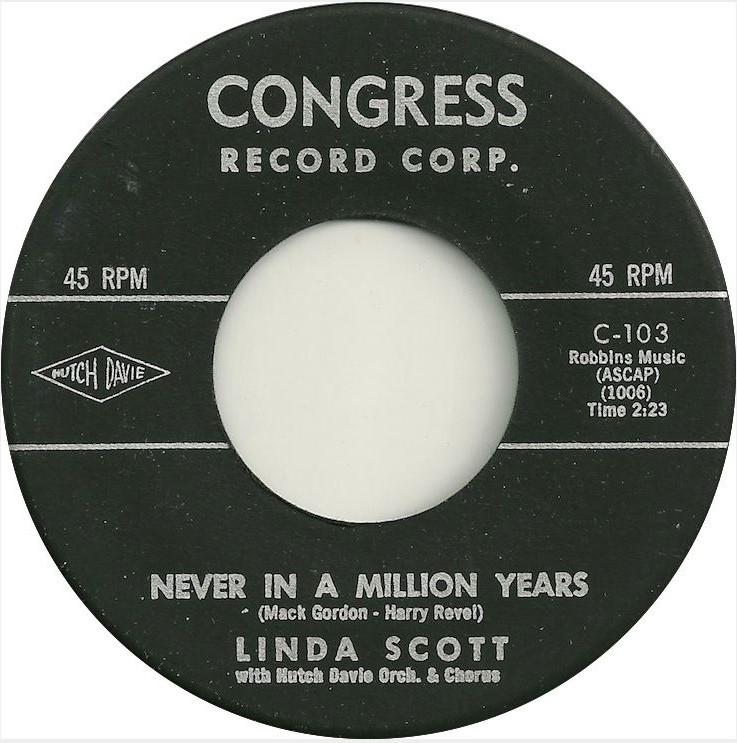 CONGRESS
RECORD CORP.
45 RPM
45 RPM
HUTCH DAVIE
C-103
Robbins Music
(ASCAP)
(1006)
Time 2:23
NEVER IN A MILLION YEARS
(Mack Gordon - Harry Revel)
LINDA SCOTT
with Hutch Davie Orch. & Chorus